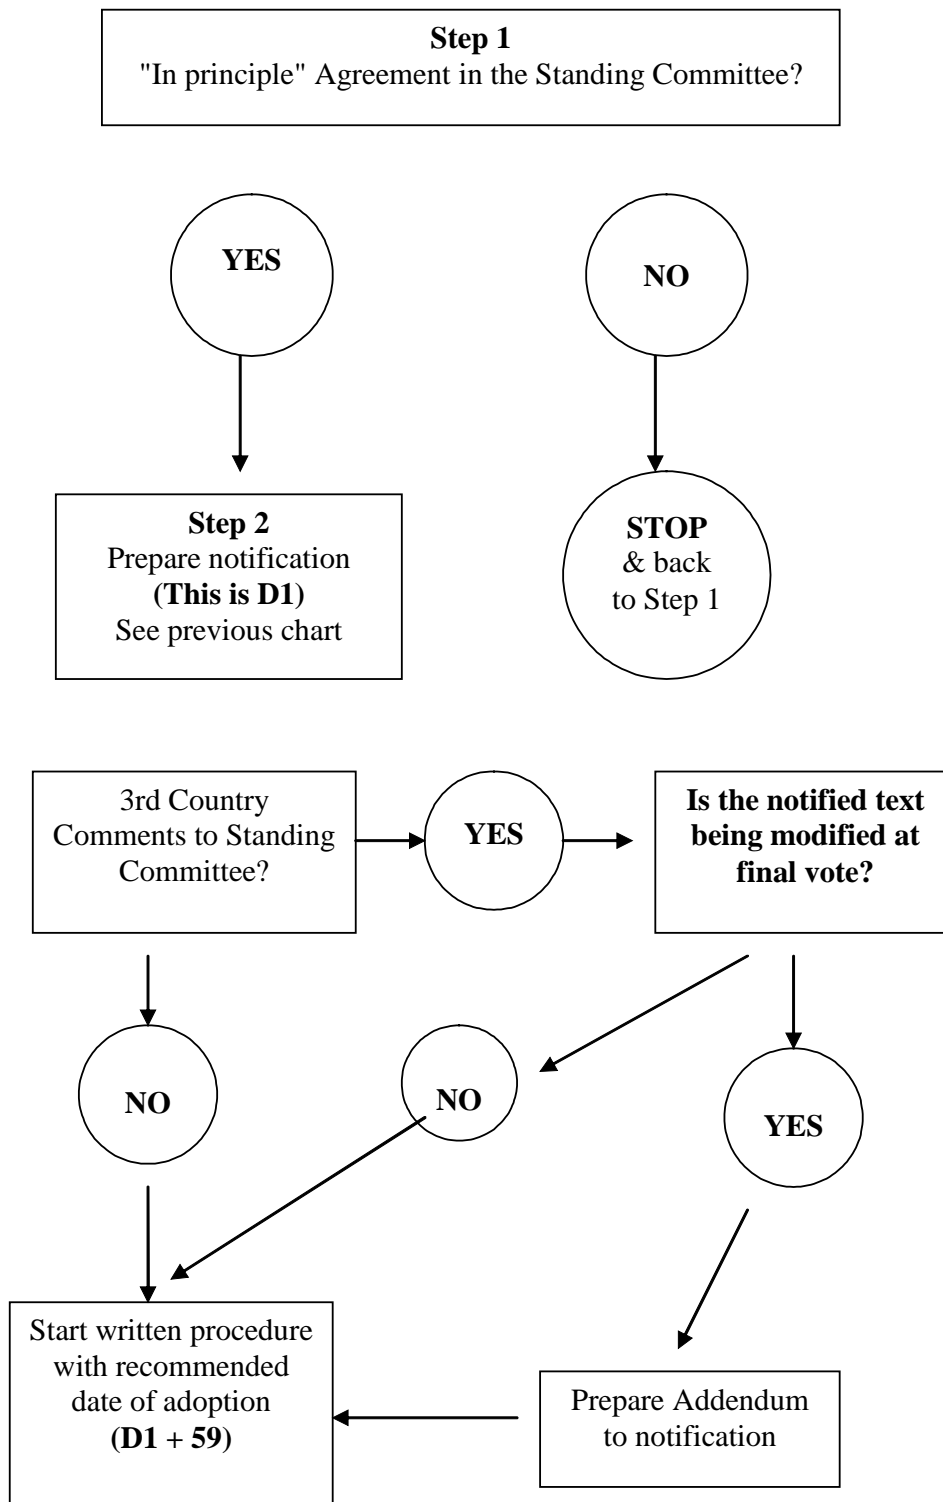 Step 1
"In principle" Agreement in the Standing Committee?
YES
NO
Step 2
Prepare notification
(This is D1)
See previous chart
STOP
& back
to Step 1
3rd Country
Comments to Standing
Committee?
YES
Is the notified text
being modified at
final vote?
NO
NO
YES
Start written procedure
with recommended
date of adoption
(D1 + 59)
Prepare Addendum
to notification